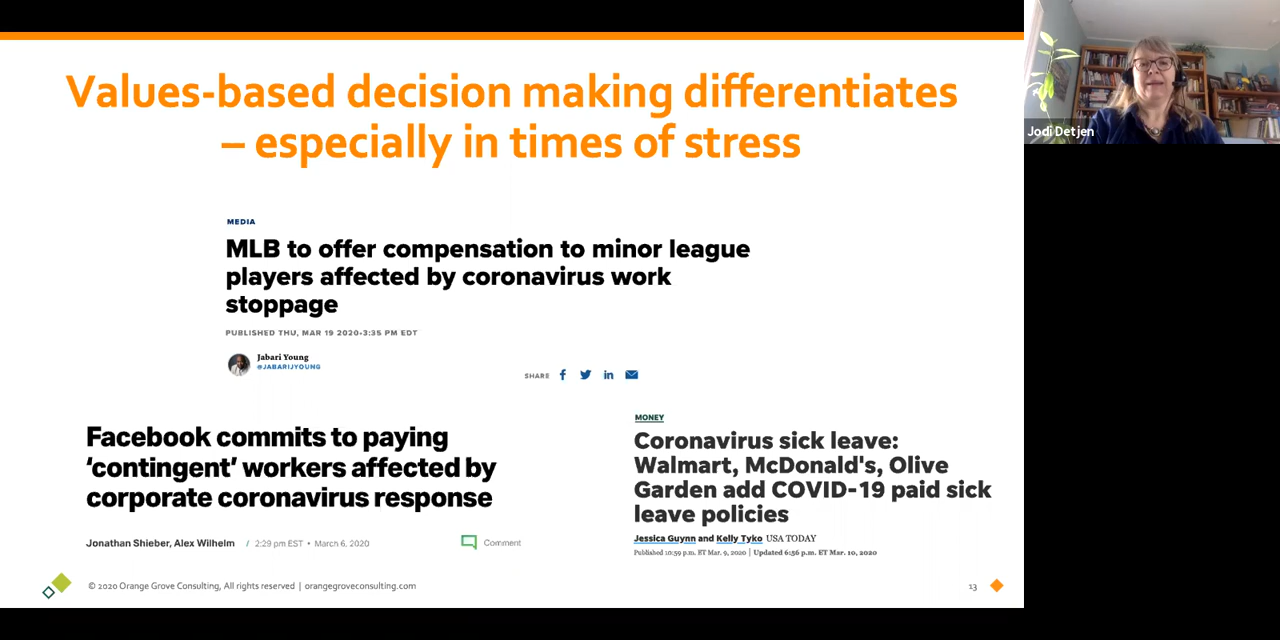 Values-based decision making differentiates
– especially in times of stress
Jodi Detjen
MEDIA
MLB to offer compensation to minor league
players affected by coronavirus work
stoppage
PUBLISHED THU, MAR 19 2020•3:35 PM EDT
Jabari Young
@JABARIJYOUNG
SHARE
Facebook commits to paying
‘contingent’ workers affected by
corporate coronavirus response
Jonathan Shieber, Alex Wilhelm / 2:29 pm EST • March 6, 2020
Comment
MONEY
Coronavirus sick leave:
Walmart, McDonald's, Olive
Garden add COVID-19 paid sick
leave policies
Jessica Guynn and Kelly Tyko USA TODAY
Published 10:59 p.m. ET Mar. 9, 2020 | Updated 6:56 p.m. ET Mar. 10, 2020
© 2020 Orange Grove Consulting, All rights reserved | orangegroveconsulting.com
13